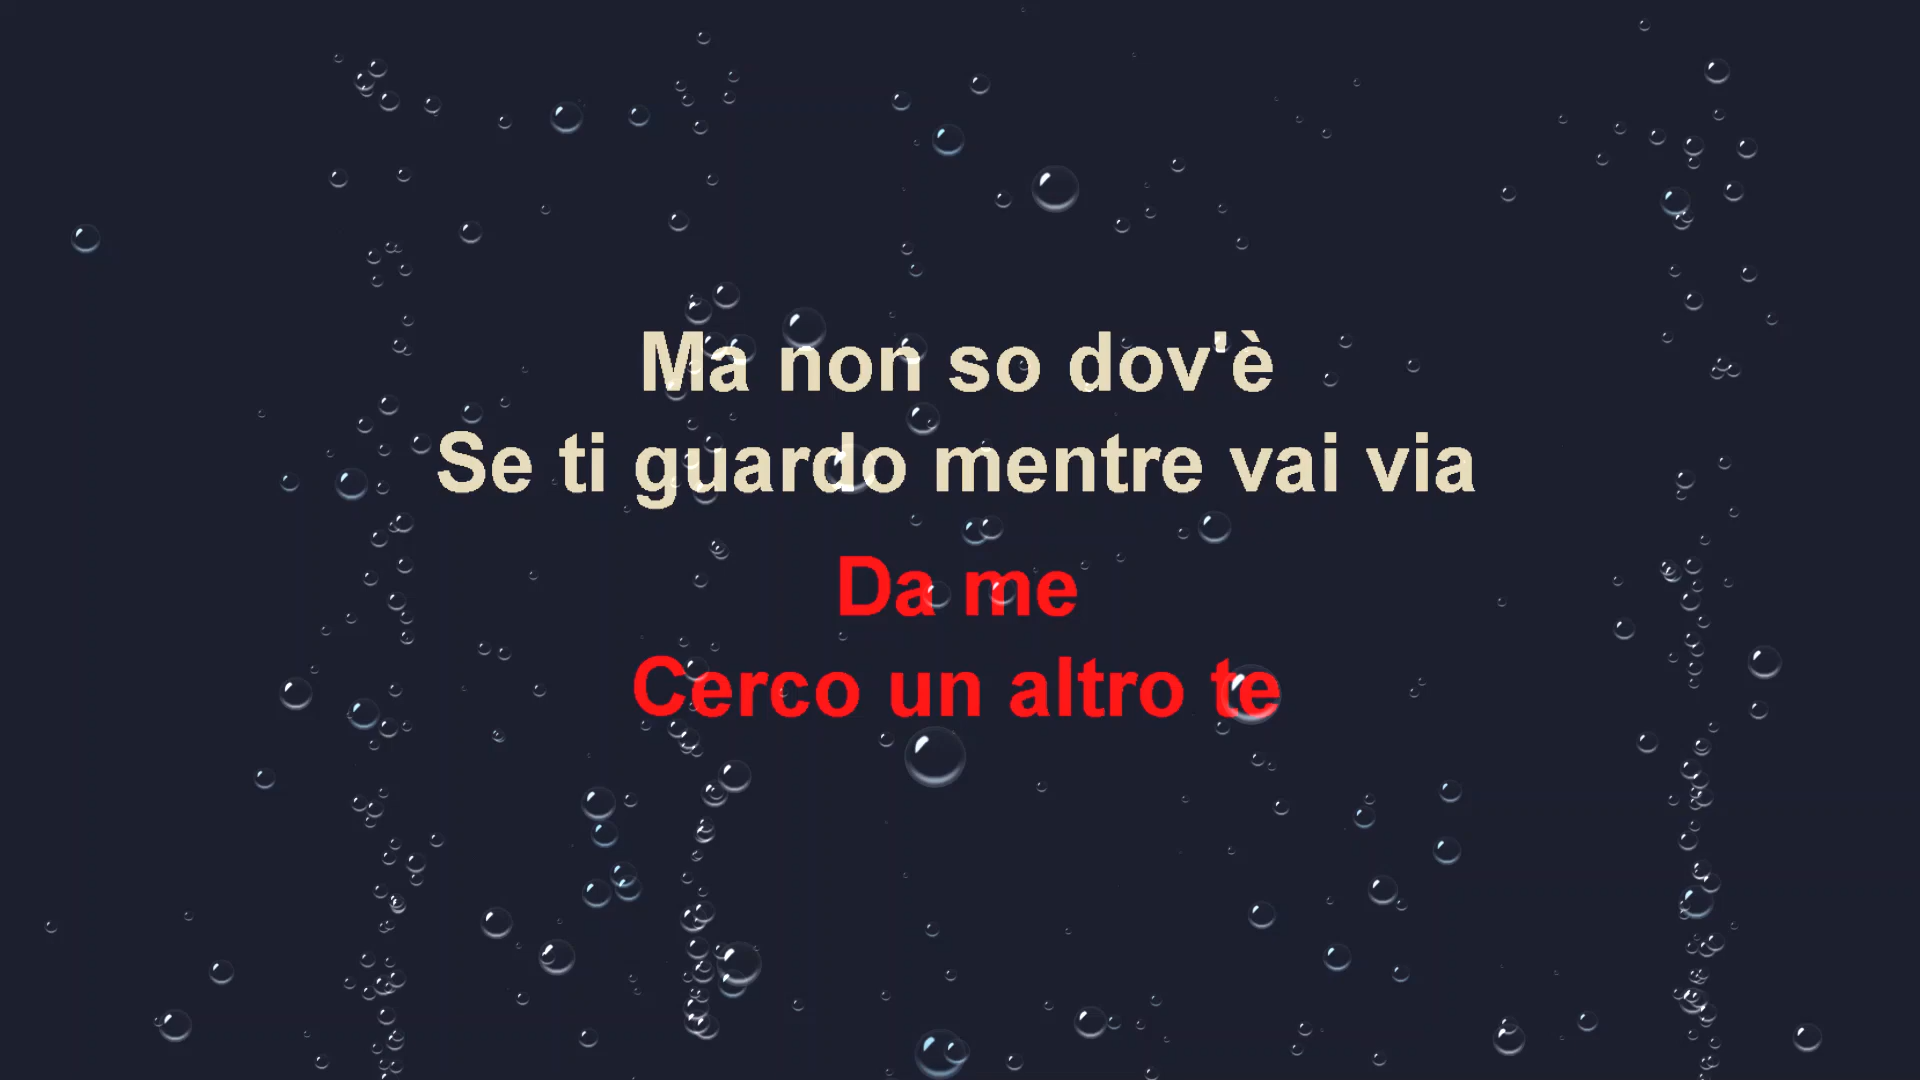 Ma non so dov'è
Se ti guardo mentre vai via
Da me
Cerco un altro te